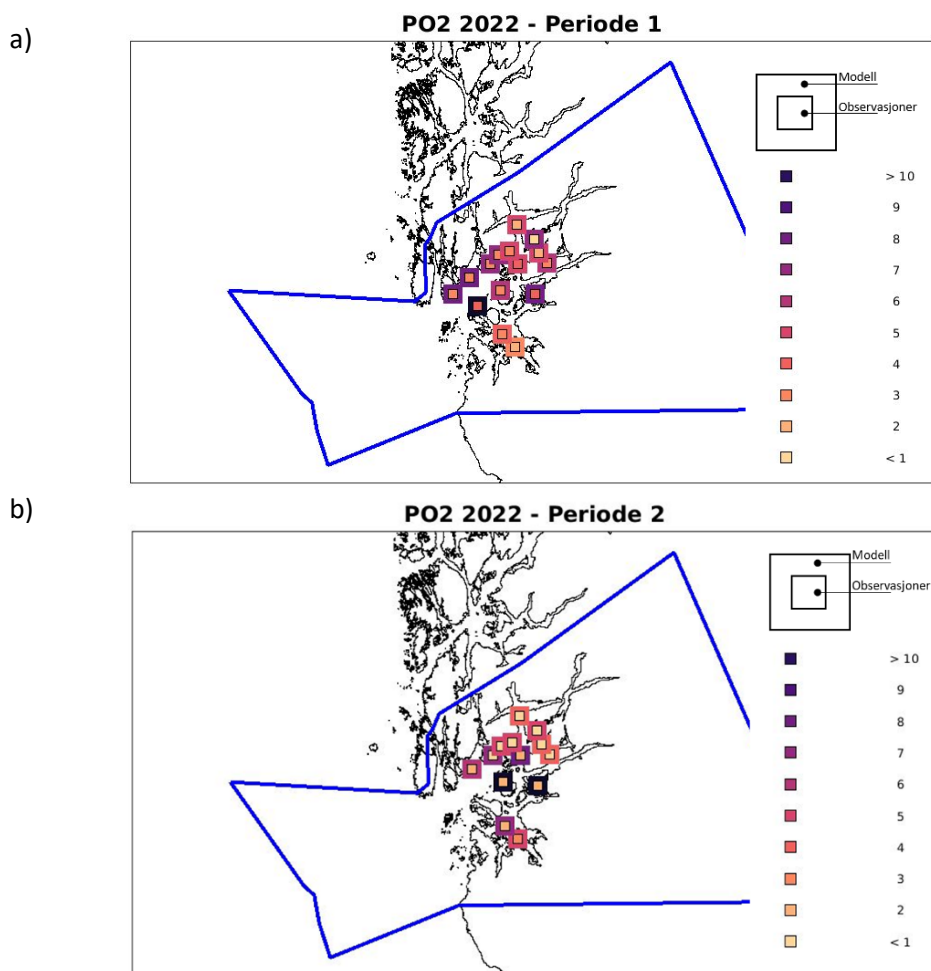 a)
PO2 2022 - Periode 1
Modell
Observasjoner
> 10
9
8
7
6
5
4
3
2
< 1
b)
PO2 2022 - Periode 2
Modell
Observasjoner
> 10
9
8
7
6
5
4
3
2
< 1